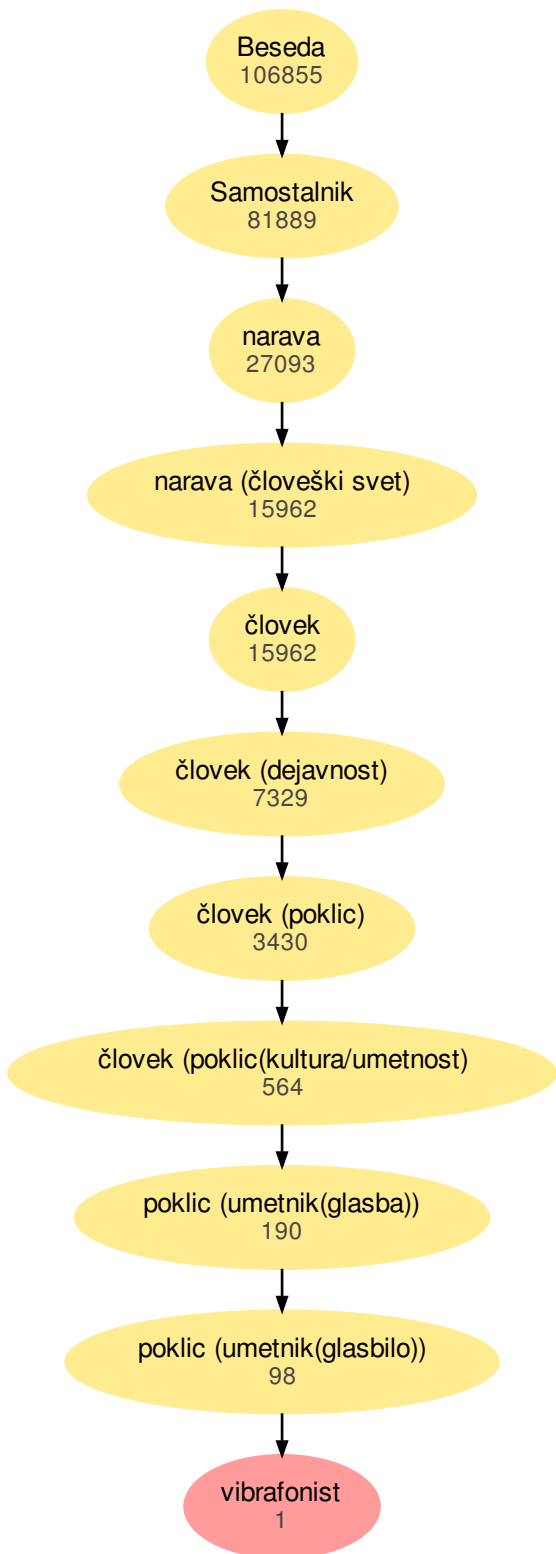 Beseda
106855
Samostalnik
81889
narava
27093
narava (človeški svet)
15962
človek
15962
človek (dejavnost)
7329
človek (poklic)
3430
človek (poklic(kultura/umetnost)
564
poklic (umetnik(glasba))
190
poklic (umetnik(glasbilo))
98
vibrafonist
1